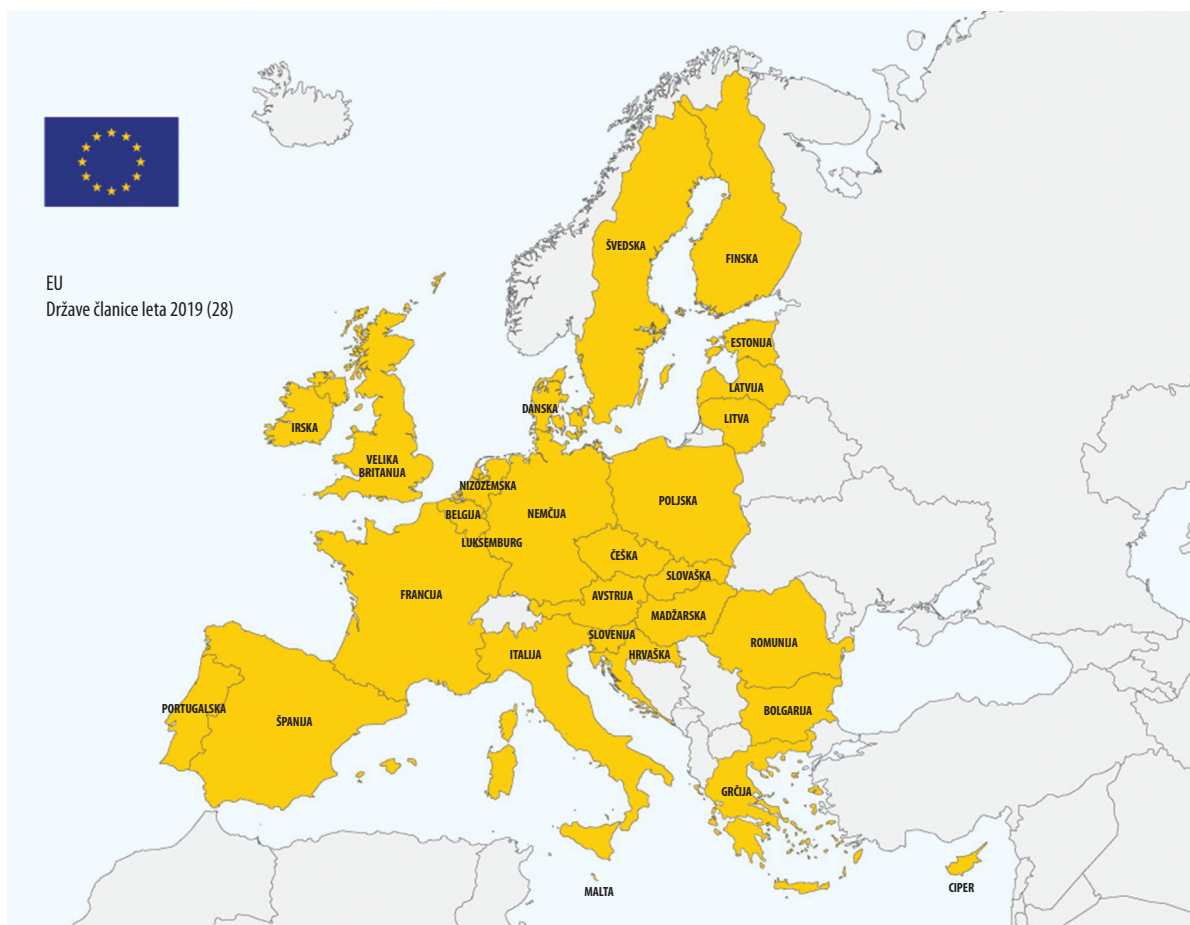 EU
Države članice leta 2019 (28)
ŠVEDSKA
FINSKA
ESTONIJA
LATVIJA
LITVA
DANSKA
IRSKA
VELIKA
BRITANIJA
NIZOZEMSKA
BELGIJA
LUKSEMBURG
NEMČIJA
POLJSKA
ČEŠKA
SLOVAŠKA
AVSTRIJA
MADŽARSKA
FRANCIJA
SLOVENIJA
HRVAŠKA
ITALIJA
ROMUNIJA
BOLGARIJA
PORTUGALSKA
ŠPANIJA
GRČIJA
MALTA
CIPER